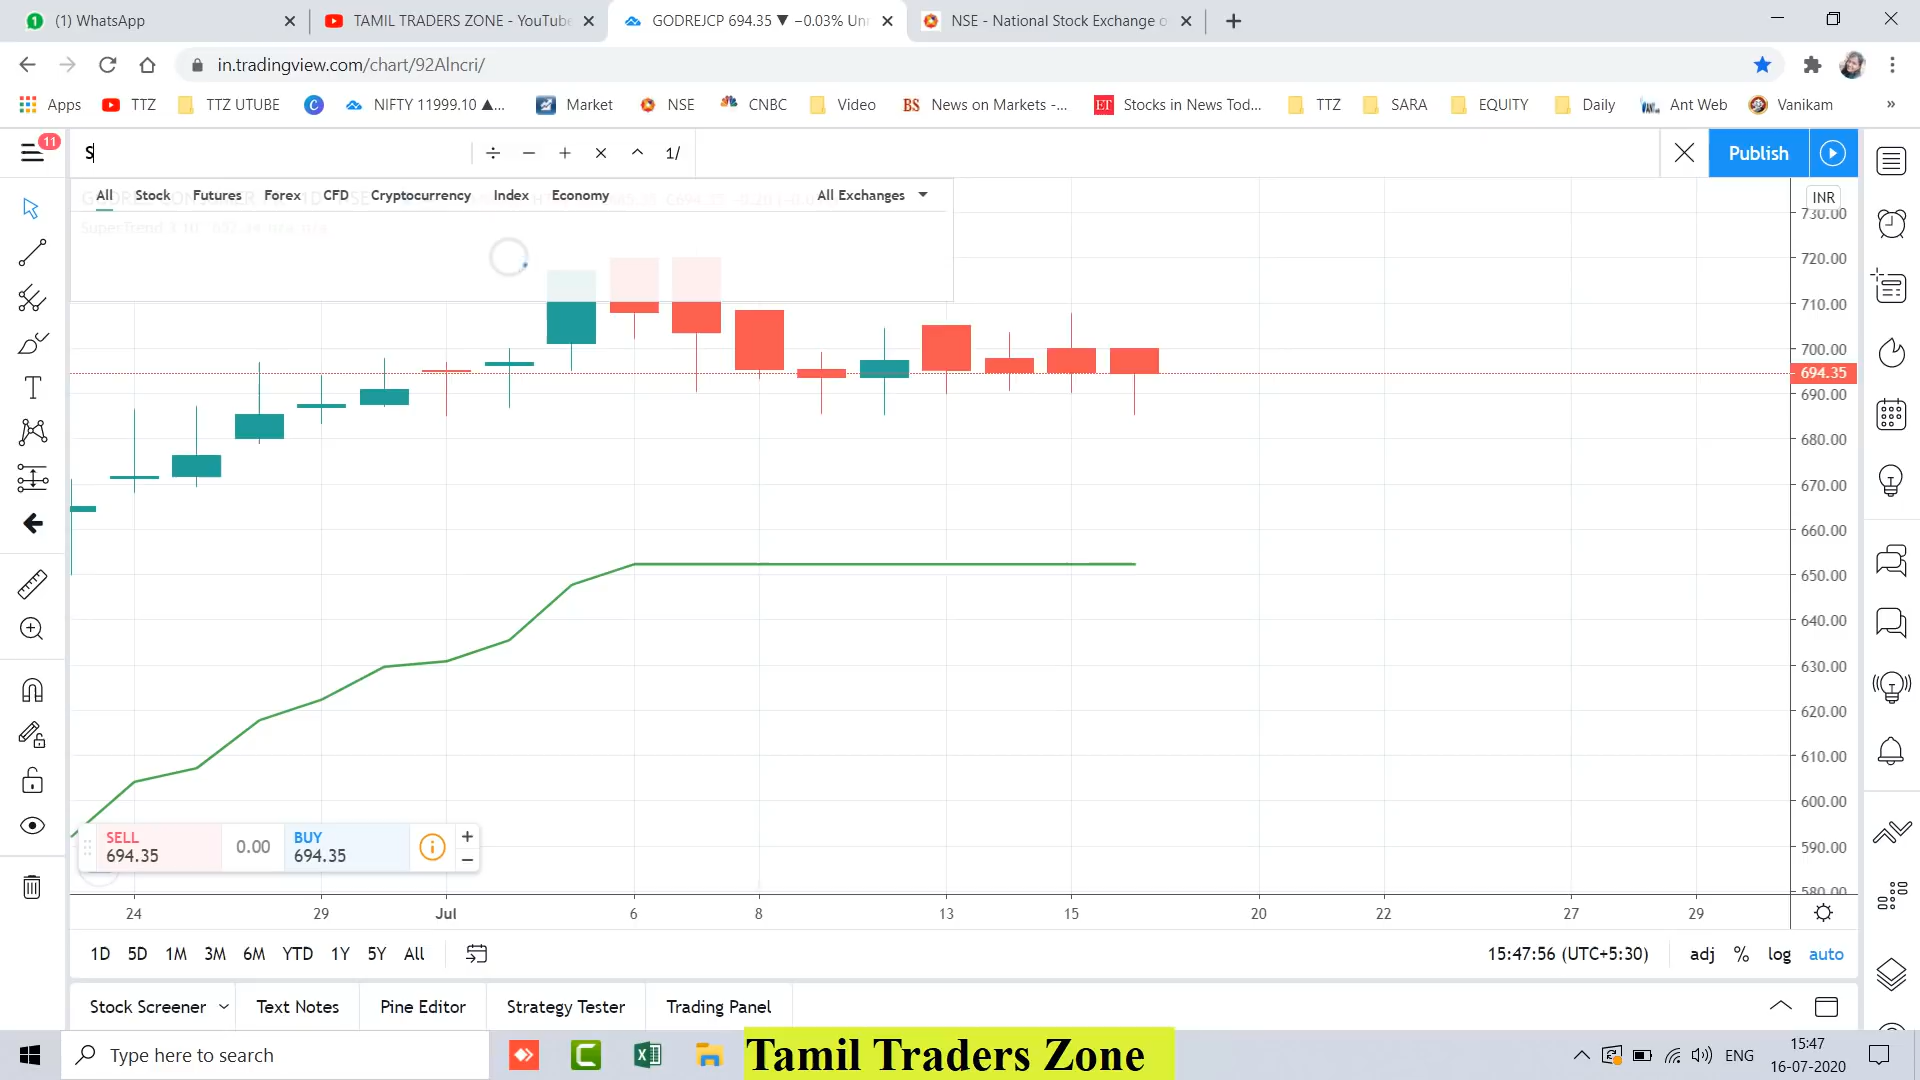 (1) WhatsApp
TAMIL TRADERS ZONE - YouTube
GODREJCP 694.35 ▼ −0.03% Unn
NSE - National Stock Exchange o
in.tradingview.com/chart/92Alncri/
Apps
TTZ
TTZ UTUBE
NIFTY 11999.10 ▲...
Market
NSE
CNBC
Video
BS News on Markets -...
ET Stocks in News Tod...
TTZ
SARA
EQUITY
Daily
Ant Web
Vanikam
»
11
S
÷ − + × ^ 1/
Publish
All Stock Futures Forex CFD Cryptocurrency Index Economy All Exchanges
INR
730.00
720.00
710.00
700.00
694.35
690.00
680.00
670.00
660.00
650.00
640.00
630.00
620.00
610.00
600.00
590.00
580.00
SELL
694.35
0.00
BUY
694.35
24 29 Jul 6 8 13 15 20 22 27 29
1D 5D 1M 3M 6M YTD 1Y 5Y All
15:47:56 (UTC+5:30)
adj % log auto
Stock Screener Text Notes Pine Editor Strategy Tester Trading Panel
Type here to search
Tamil Traders Zone
ENG
15:47
16-07-2020